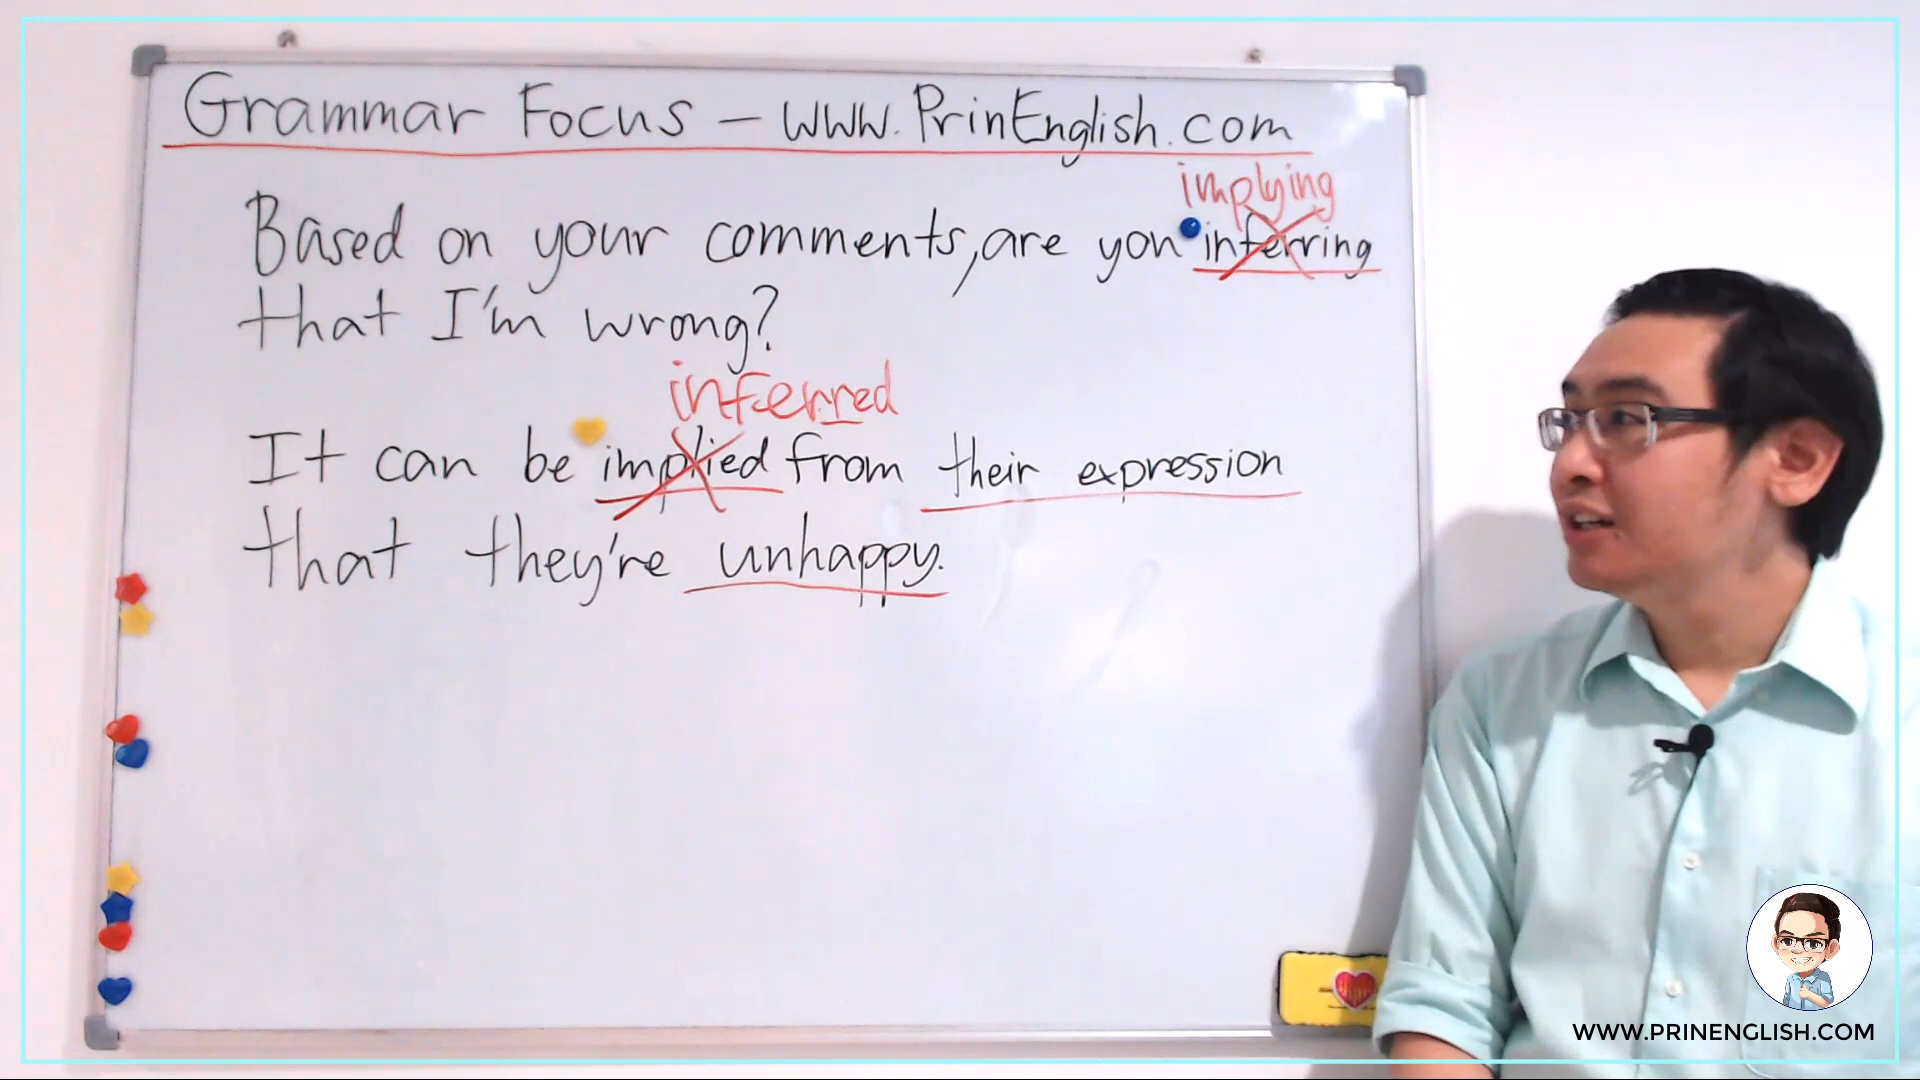 Grammar Focus - www.PrinEnglish.com
implying
Based on your comments, are you inferring
that I'm wrong?
inferred
It can be implied from their expression
that they're unhappy.
WWW.PRINENGLISH.COM